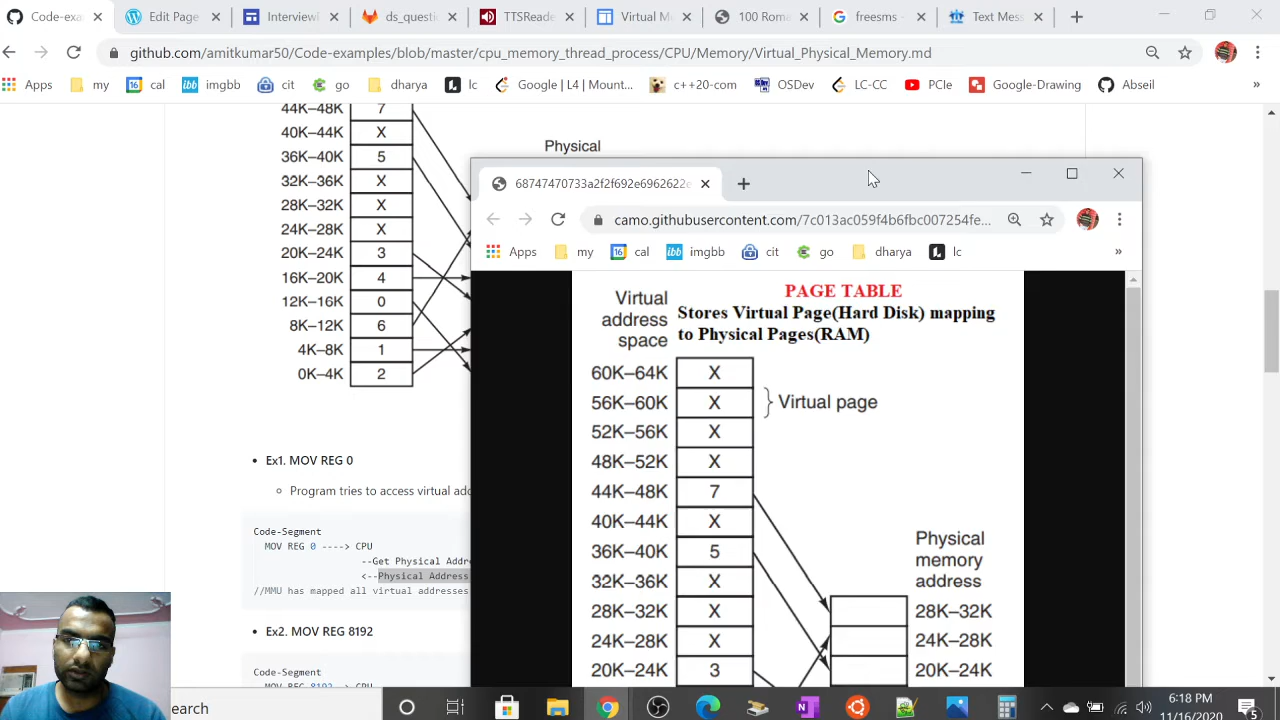 Code-exa
Edit Page
Interviewi
ds_questi
TTSReade
Virtual M
100 Rom
freesms -
Text Mess
github.com/amitkumar50/Code-examples/blob/master/cpu_memory_thread_process/CPU/Memory/Virtual_Physical_Memory.md
Apps my cal imgbb cit go dharya lc Google | L4 | Mount... c++20-com OSDev LC-CC PCIe Google-Drawing Abseil »
44K–48K 7
40K–44K X
36K–40K 5
32K–36K X
28K–32K X
24K–28K X
20K–24K 3
16K–20K 4
12K–16K 0
8K–12K 6
4K–8K 1
0K–4K 2
Physical
Ex1. MOV REG 0
Program tries to access virtual add
Code-Segment
MOV REG 0 ----> CPU
--Get Physical Addre
<--Physical Address
//MMU has mapped all virtual addresses
Ex2. MOV REG 8192
Code-Segment
MOV REG 8192 -> CPU
68747470733a2f2f692e6962622e
camo.githubusercontent.com/7c013ac059f4b6fbc007254fe...
Apps my cal imgbb cit go dharya lc »
Virtual
address
space
PAGE TABLE
Stores Virtual Page(Hard Disk) mapping
to Physical Pages(RAM)
60K–64K X
56K–60K X
Virtual page
52K–56K X
48K–52K X
44K–48K 7
40K–44K X
36K–40K 5
32K–36K X
28K–32K X
24K–28K X
20K–24K 3
Physical
memory
address
28K–32K
24K–28K
20K–24K
earch
6:18 PM
11/16/2020
5